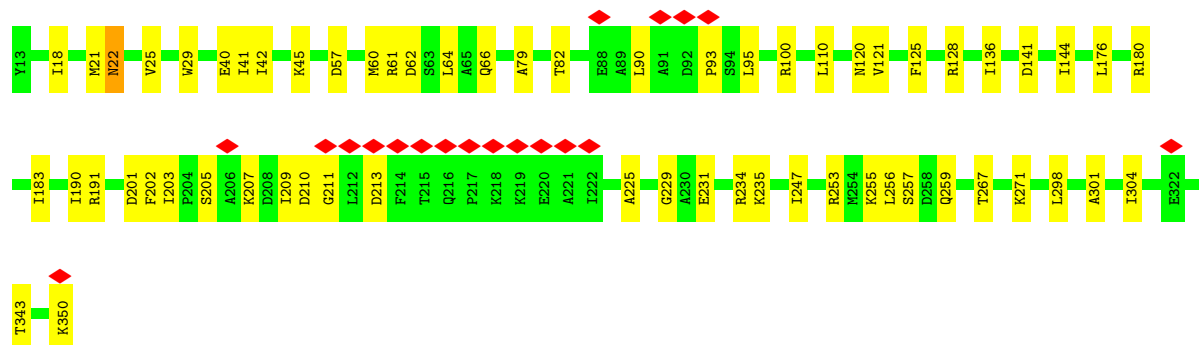 Y13 I18 M21 N22 V25 W29 E40 I41 I42 K45 D57 M60 R61 D62 S63 L64 A65 Q66 A79 T82 E88 A89 L90 A91 D92 P93 S94 L95 R100 L110 N120 V121 F125 R128 I136 D141 I144 L176 R180
I183 I190 R191 D201 F202 I203 P204 S205 A206 K207 D208 I209 D210 G211 L212 D213 F214 T215 Q216 P217 K218 K219 E220 A221 I222 A225 G229 A230 E231 R234 K235 I247 R253 M254 K255 L256 S257 D258 Q259 T267 K271 L298 A301 I304 E322
T343 K350